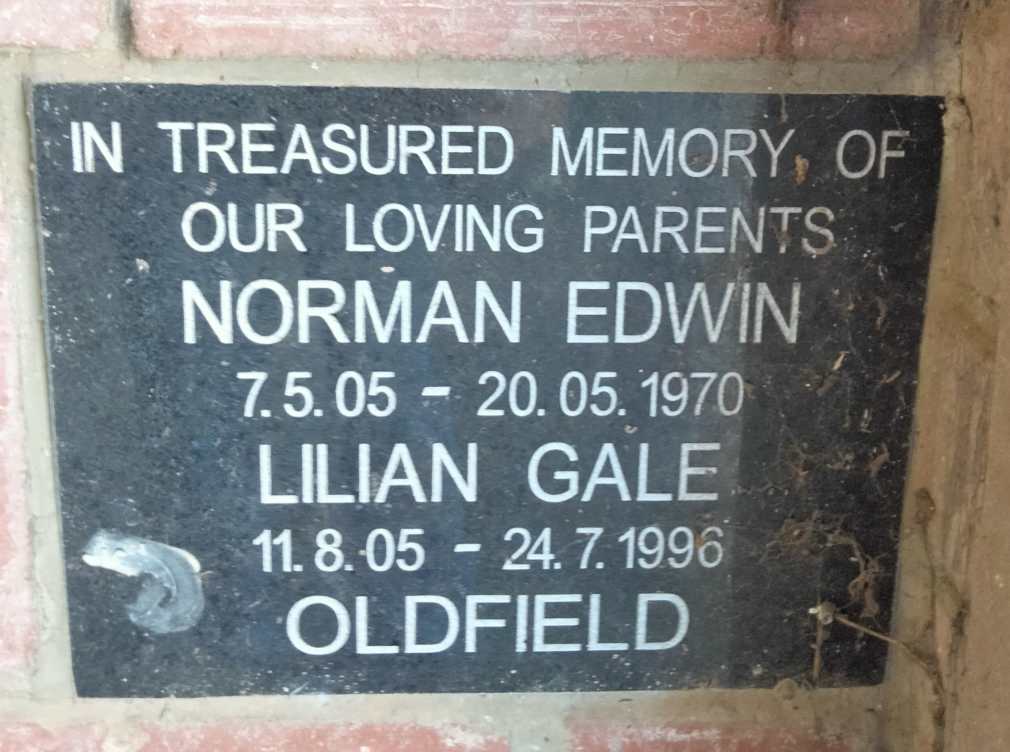 IN TREASURED MEMORY OF
OUR LOVING PARENTS
NORMAN EDWIN
7.5.05 - 20.05.1970
LILIAN GALE
11.8.05 - 24.7.1996
OLDFIELD